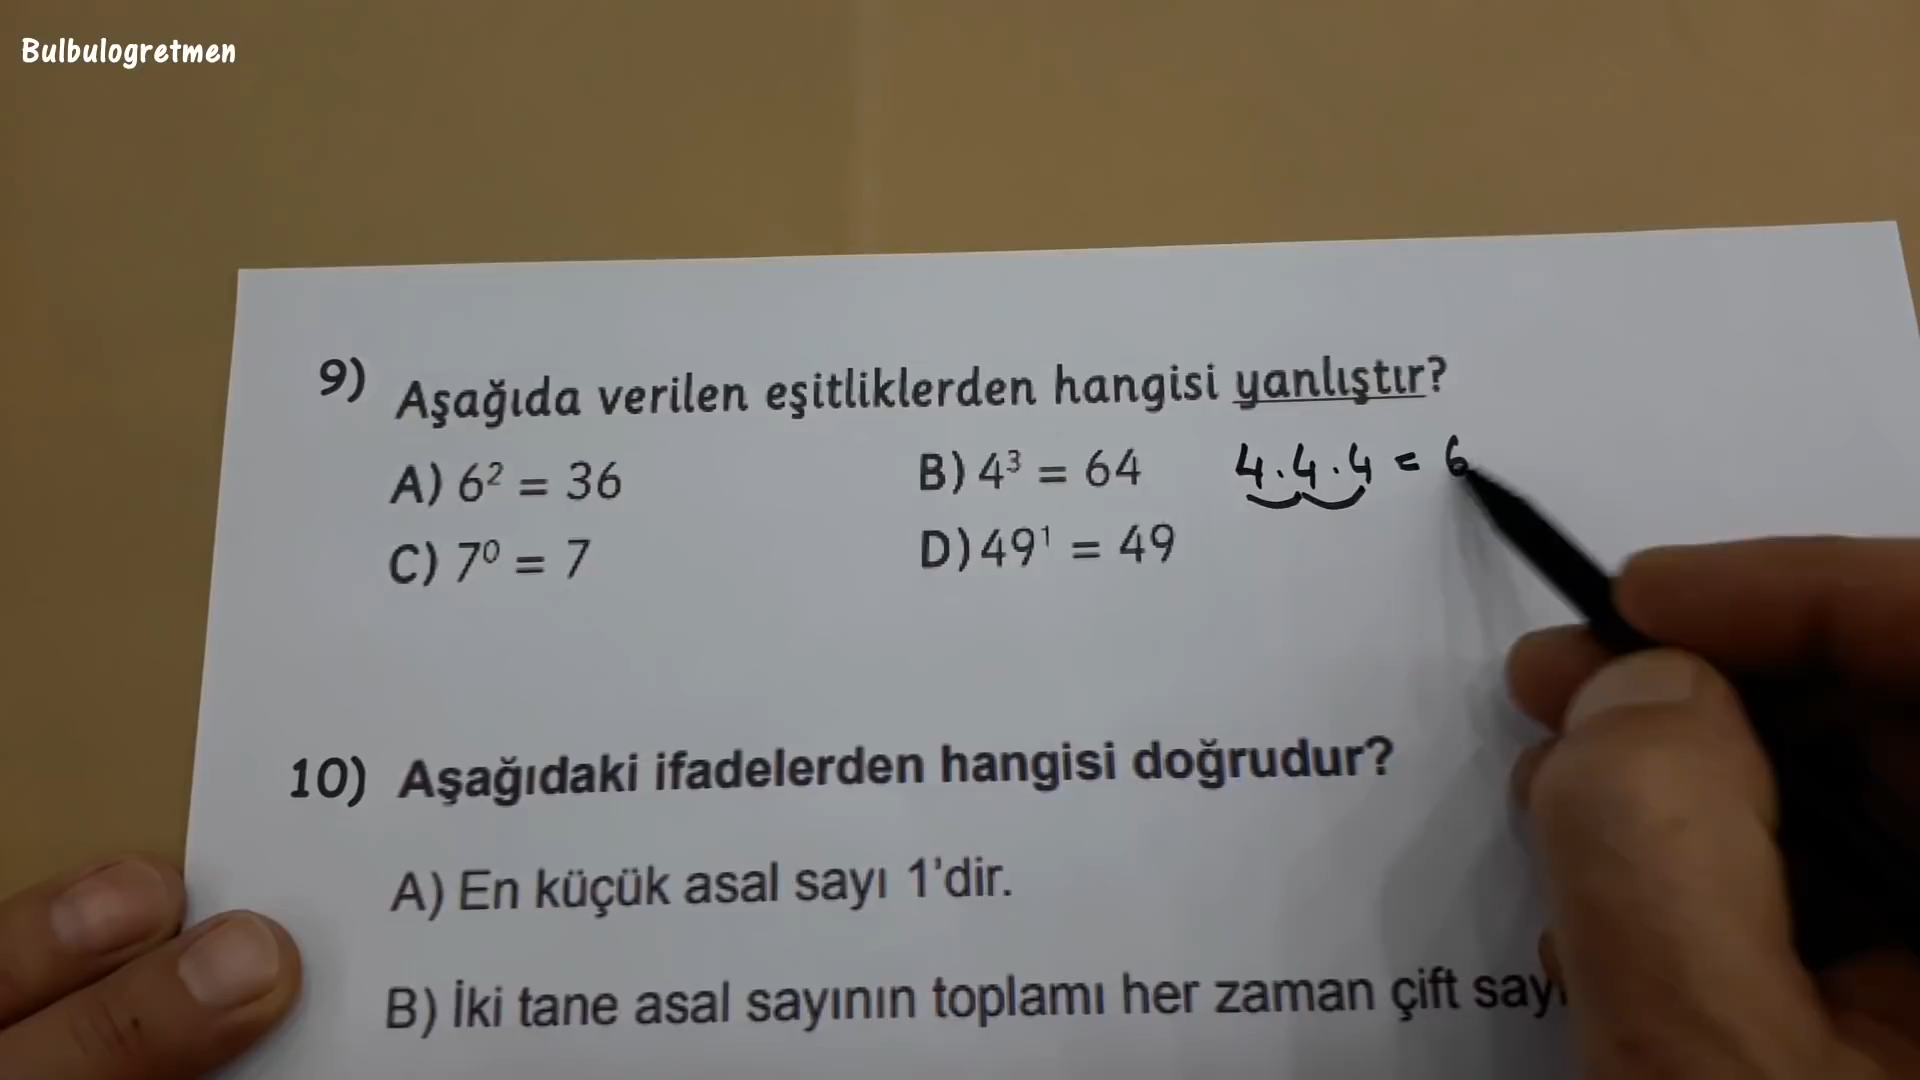 Bulbulogretmen
9) Aşağıda verilen eşitliklerden hangisi yanlıştır?
A) 6² = 36
B) 4³ = 64 4.4.4 = 6
C) 7⁰ = 7
D) 49¹ = 49
10) Aşağıdaki ifadelerden hangisi doğrudur?
A) En küçük asal sayı 1'dir.
B) İki tane asal sayının toplamı her zaman çift sayı